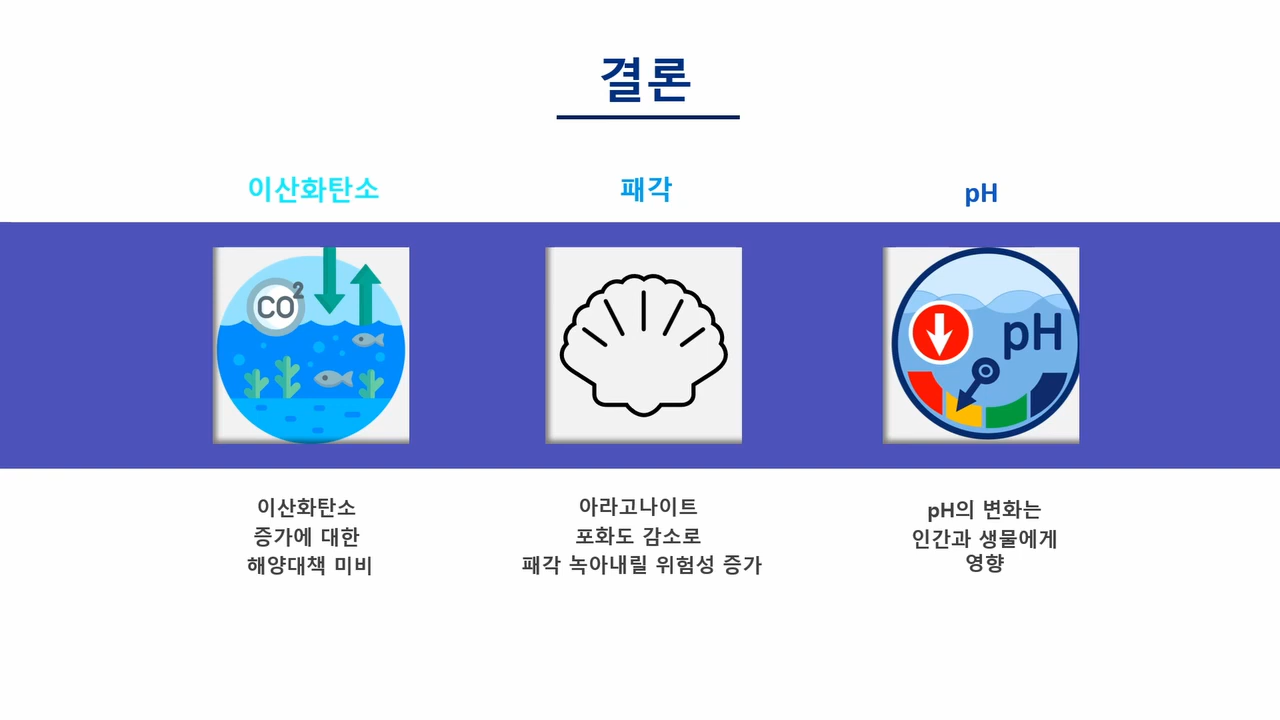 결론
이산화탄소
패각
pH
CO2
pH
이산화탄소
증가에 대한
해양대책 미비
아라고나이트
포화도 감소로
패각 녹아내릴 위험성 증가
pH의 변화는
인간과 생물에게
영향